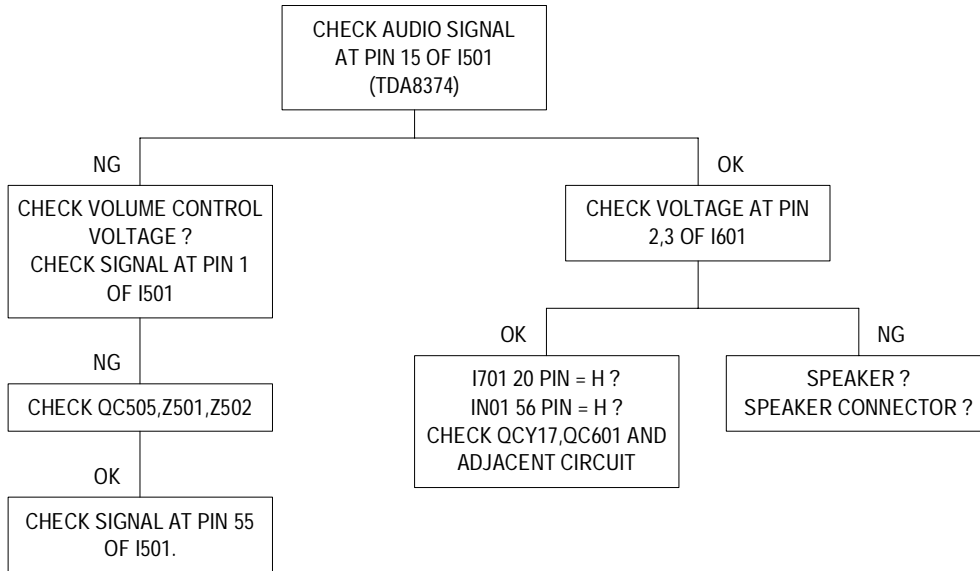 CHECK AUDIO SIGNAL
AT PIN 15 OF I501
(TDA8374)
NG
OK
CHECK VOLUME CONTROL
VOLTAGE ?
CHECK SIGNAL AT PIN 1
OF I501
CHECK VOLTAGE AT PIN
2,3 OF I601
NG
CHECK QC505,Z501,Z502
OK
CHECK SIGNAL AT PIN 55
OF I501.
OK
NG
I701 20 PIN = H ?
IN01 56 PIN = H ?
CHECK QCY17,QC601 AND
ADJACENT CIRCUIT
SPEAKER ?
SPEAKER CONNECTOR ?